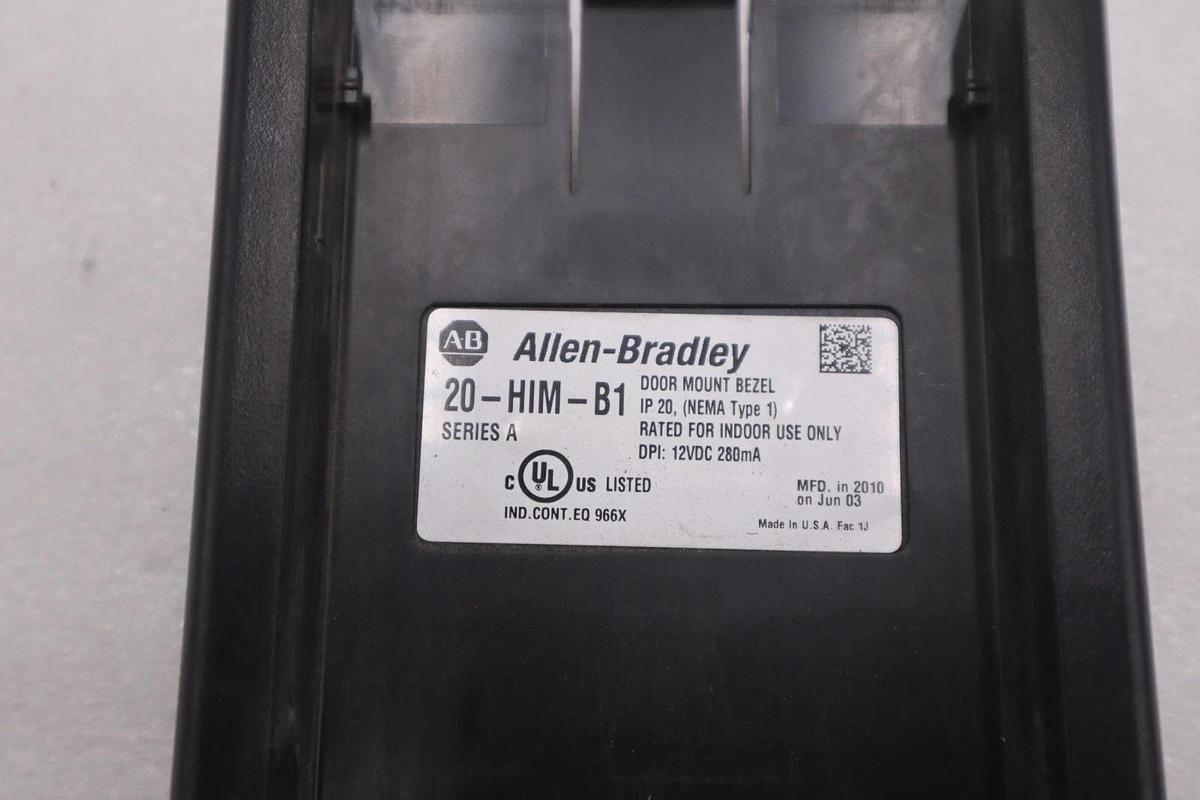 AB Allen-Bradley
20-HIM-B1
SERIES A
DOOR MOUNT BEZEL
IP 20, (NEMA Type 1)
RATED FOR INDOOR USE ONLY
DPI: 12VDC 280mA
C UL ® US LISTED
IND.CONT.EQ 966X
MFD. in 2010
on Jun 03
Made In U.S.A. Fac 1J